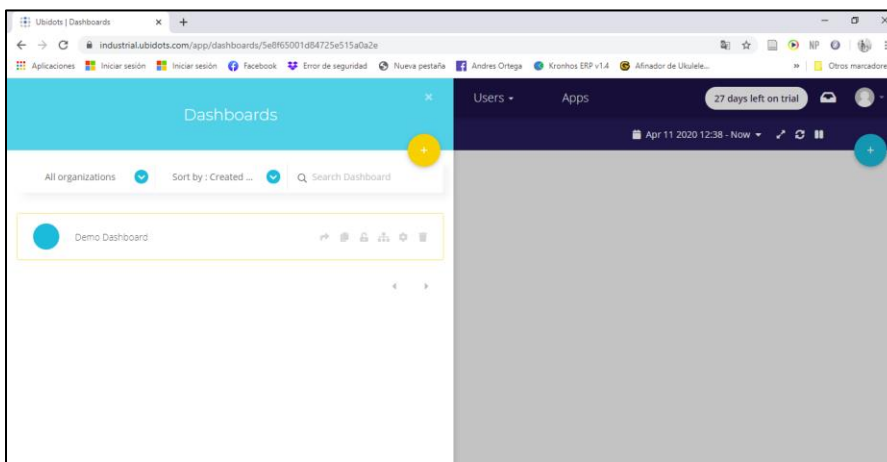 Ubidots | Dashboards
industrial.ubidots.com/app/dashboards/5e8f65001d84725e515a0a2e
NP
Aplicaciones Iniciar sesión Iniciar sesión Facebook Error de seguridad Nueva pestaña Andres Ortega Kronhos ERP v1.4 Afinador de Ukulele... » Otros marcadore
Dashboards
Users Apps 27 days left on trial
Apr 11 2020 12:38 - Now
All organizations Sort by : Created ... Search Dashboard
Demo Dashboard